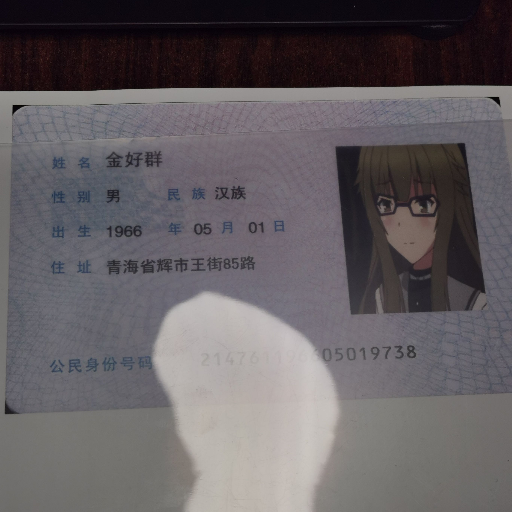 姓名 金好群
性别 男 民族 汉族
出生 1966 年 05 月 01 日
住址 青海省辉市王街85路
公民身份号码 05019738